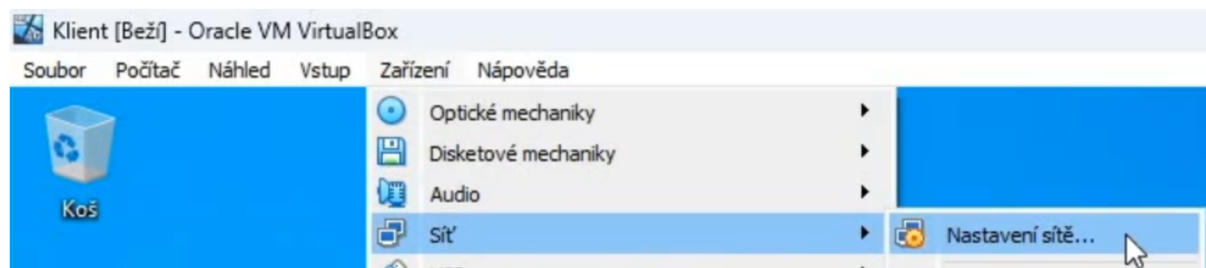 Klient [Beží] - Oracle VM VirtualBox
Soubor Počítač Náhled Vstup Zařízení Nápověda
Optické mechaniky
Disketové mechaniky
Audio
Síť
Nastavení sítě...
Koš